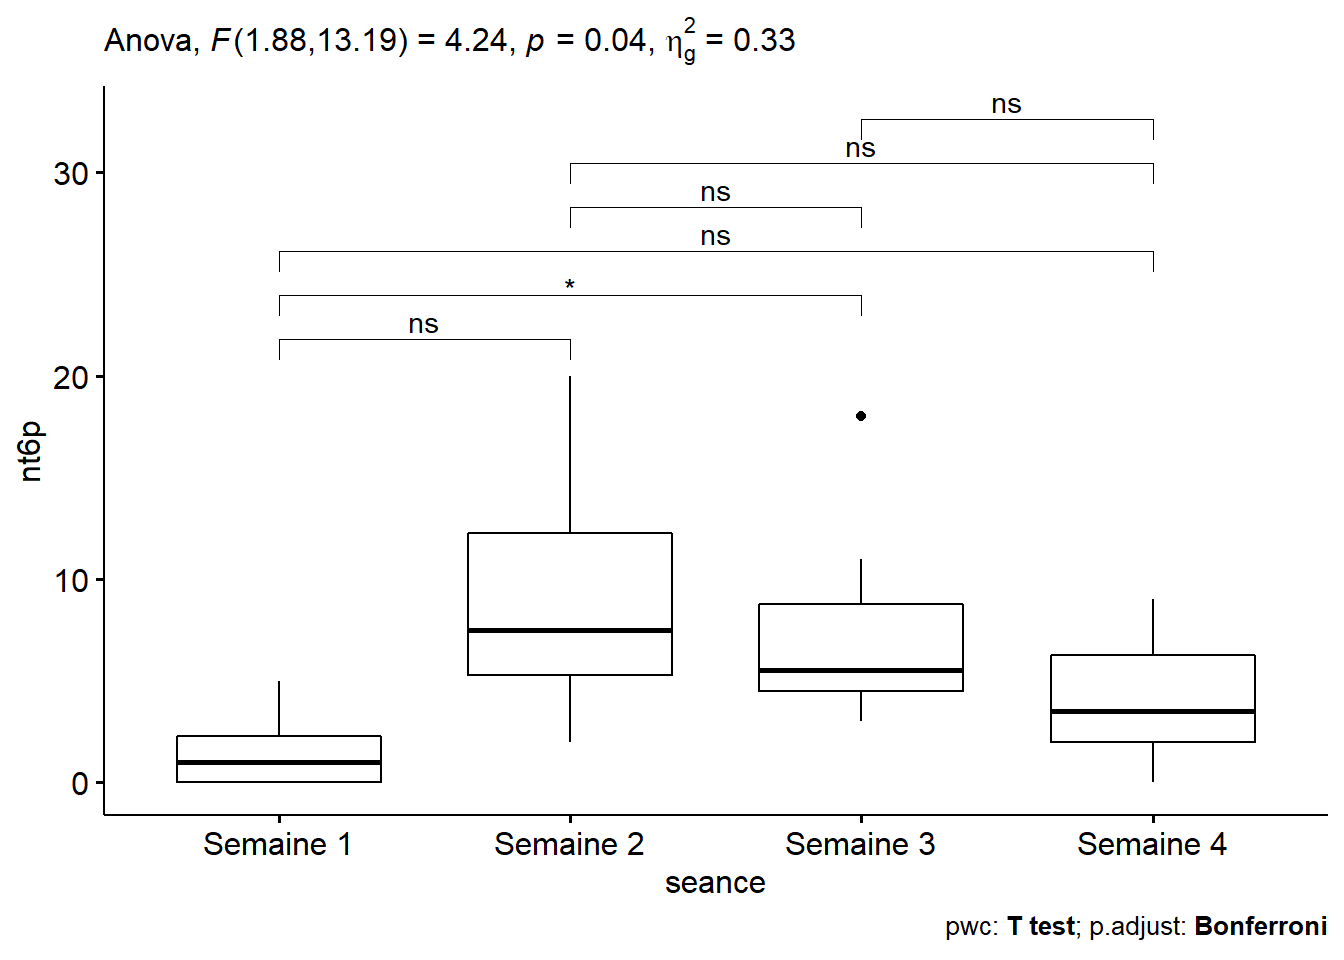 Anova, F(1.88,13.19) = 4.24, p = 0.04, η²g = 0.33
ns
ns
ns
ns
*
ns
30
20
10
0
nt6p
Semaine 1 Semaine 2 Semaine 3 Semaine 4
seance
pwc: T test; p.adjust: Bonferroni